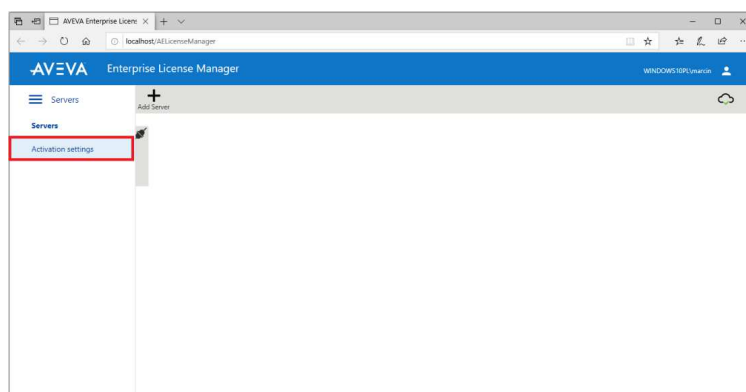 AVEVA Enterprise Licens
localhost/AELicenseManager
AVEVA Enterprise License Manager
WINDOWS10PL\marcin
Servers
Add Server
Servers
Activation settings